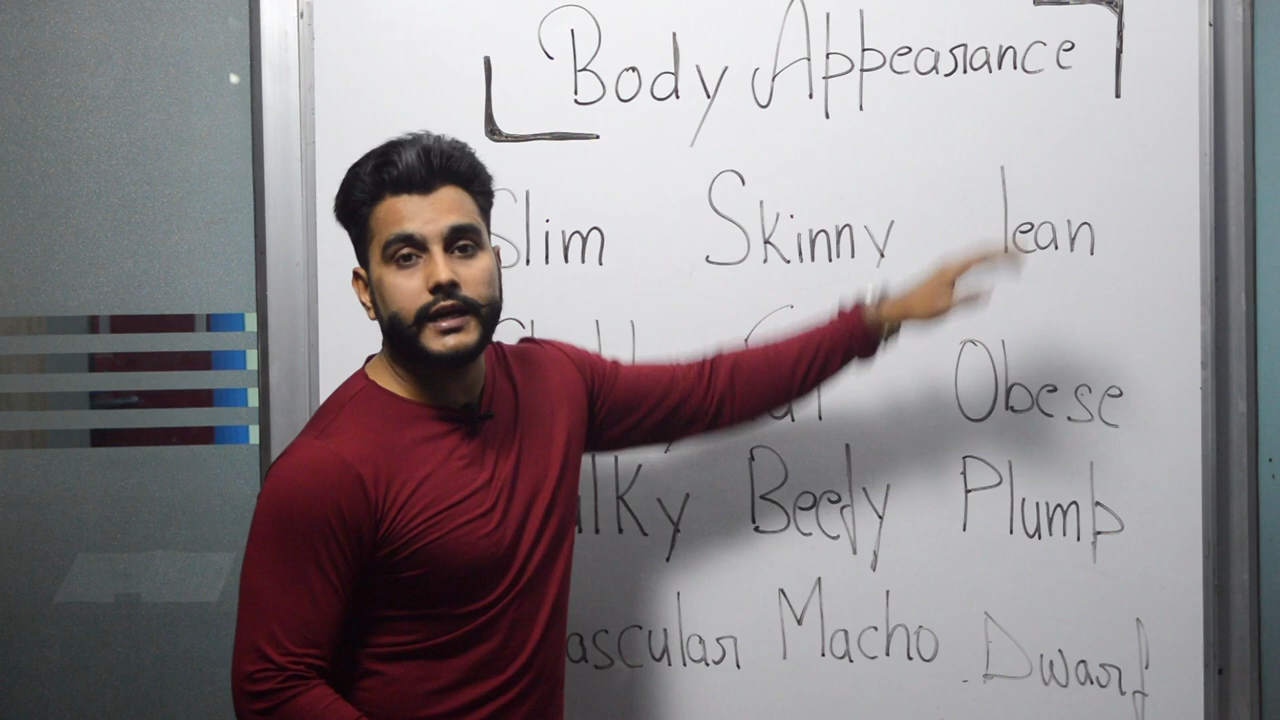 Body Appearance
Slim Skinny lean
Obese
Beefy Plump
Macho Dwarf